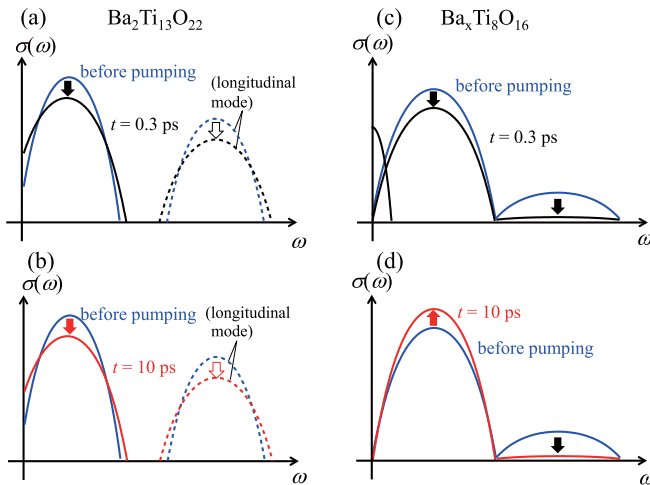 (a)
Ba₂Ti₁₃O₂₂
σ(ω)
before pumping
(longitudinal
mode)
t = 0.3 ps
ω
(b)
σ(ω)
before pumping
(longitudinal
mode)
t = 10 ps
ω
(c)
BaₓTi₈O₁₆
σ(ω)
before pumping
t = 0.3 ps
ω
(d)
σ(ω)
t = 10 ps
before pumping
ω